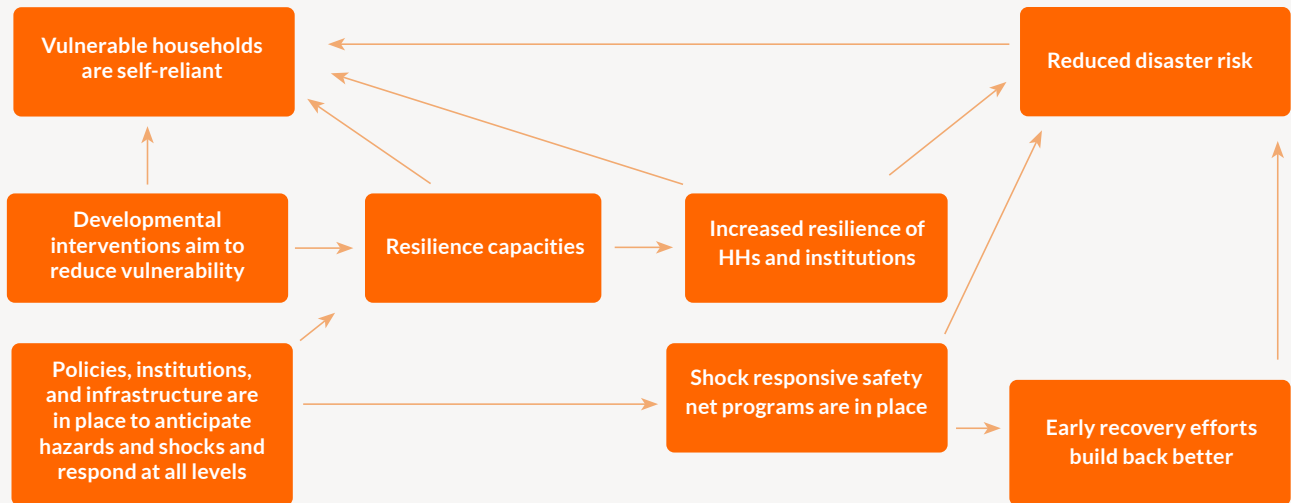 Vulnerable households
are self-reliant
Reduced disaster risk
Developmental
interventions aim to
reduce vulnerability
Resilience capacities
Increased resilience of
HHs and institutions
Policies, institutions,
and infrastructure are
in place to anticipate
hazards and shocks and
respond at all levels
Shock responsive safety
net programs are in place
Early recovery efforts
build back better